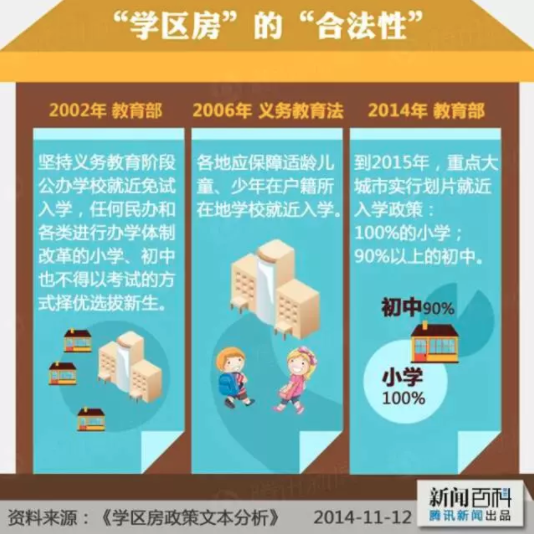 “学区房”的“合法性”
2002年 教育部
坚持义务教育阶段
公办学校就近免试
入学，任何民办和
各类进行办学体制
改革的小学、初中
也不得以考试的方
式择优选拔新生。
2006年 义务教育法
各地应保障适龄儿
童、少年在户籍所
在地学校就近入学。
2014年 教育部
到2015年，重点大
城市实行划片就近
入学政策：
100%的小学；
90%以上的初中。
初中90%
小学
100%
资料来源：《学区房政策文本分析》 2014-11-12
新闻百科
腾讯新闻出品